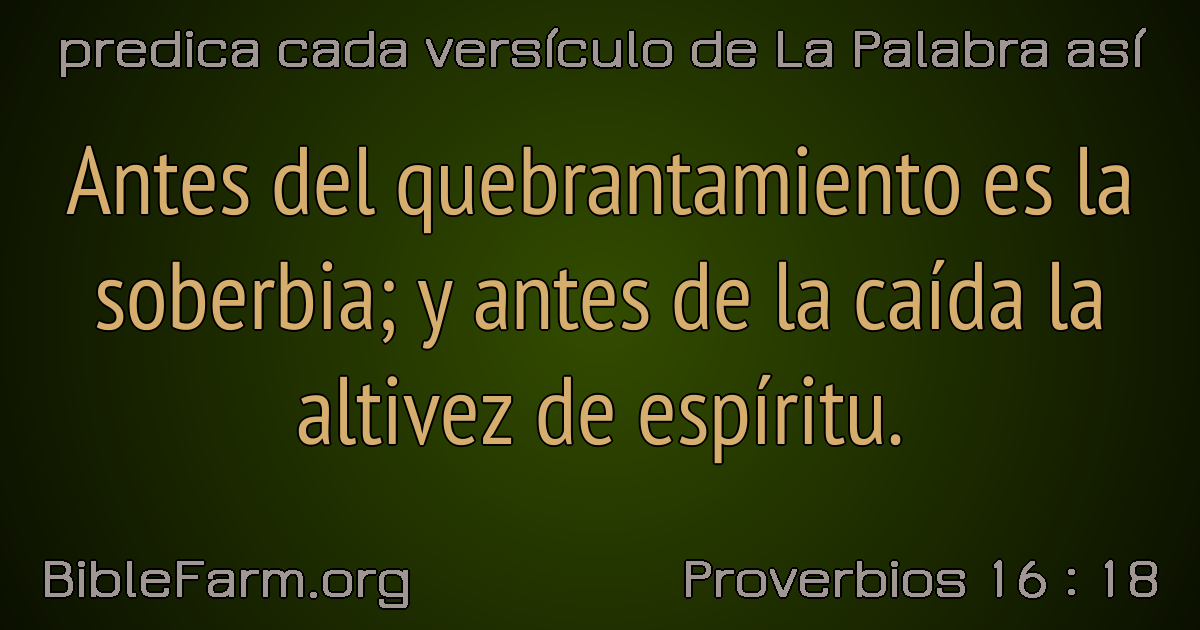 predica cada versículo de La Palabra así
Antes del quebrantamiento es la
soberbia; y antes de la caída la
altivez de espíritu.
BibleFarm.org
Proverbios 16 : 18